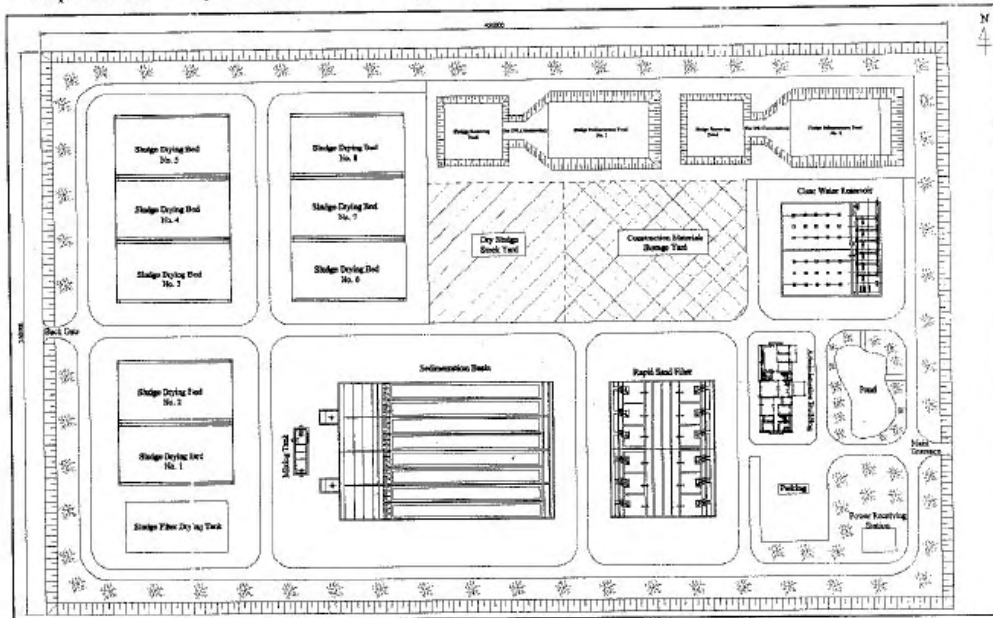 N
Sludge Drying Bed
No. 5
Sludge Drying Bed
No. 4
Sludge Drying Bed
No. 3
Sludge Drying Bed
No. 8
Sludge Drying Bed
No. 7
Sludge Drying Bed
No. 6
Dry Sludge
Stock Yard
Construction Materials
Storage Yard
Clear Water Reservoir
Back Gate
Sludge Drying Bed
No. 2
Sludge Drying Bed
No. 1
Sludge Filter Drying Tank
Mixing Tank
Sedimentation Basin
Rapid Sand Filter
Pond
Main
Entrance
Parking
Power Receiving
Station